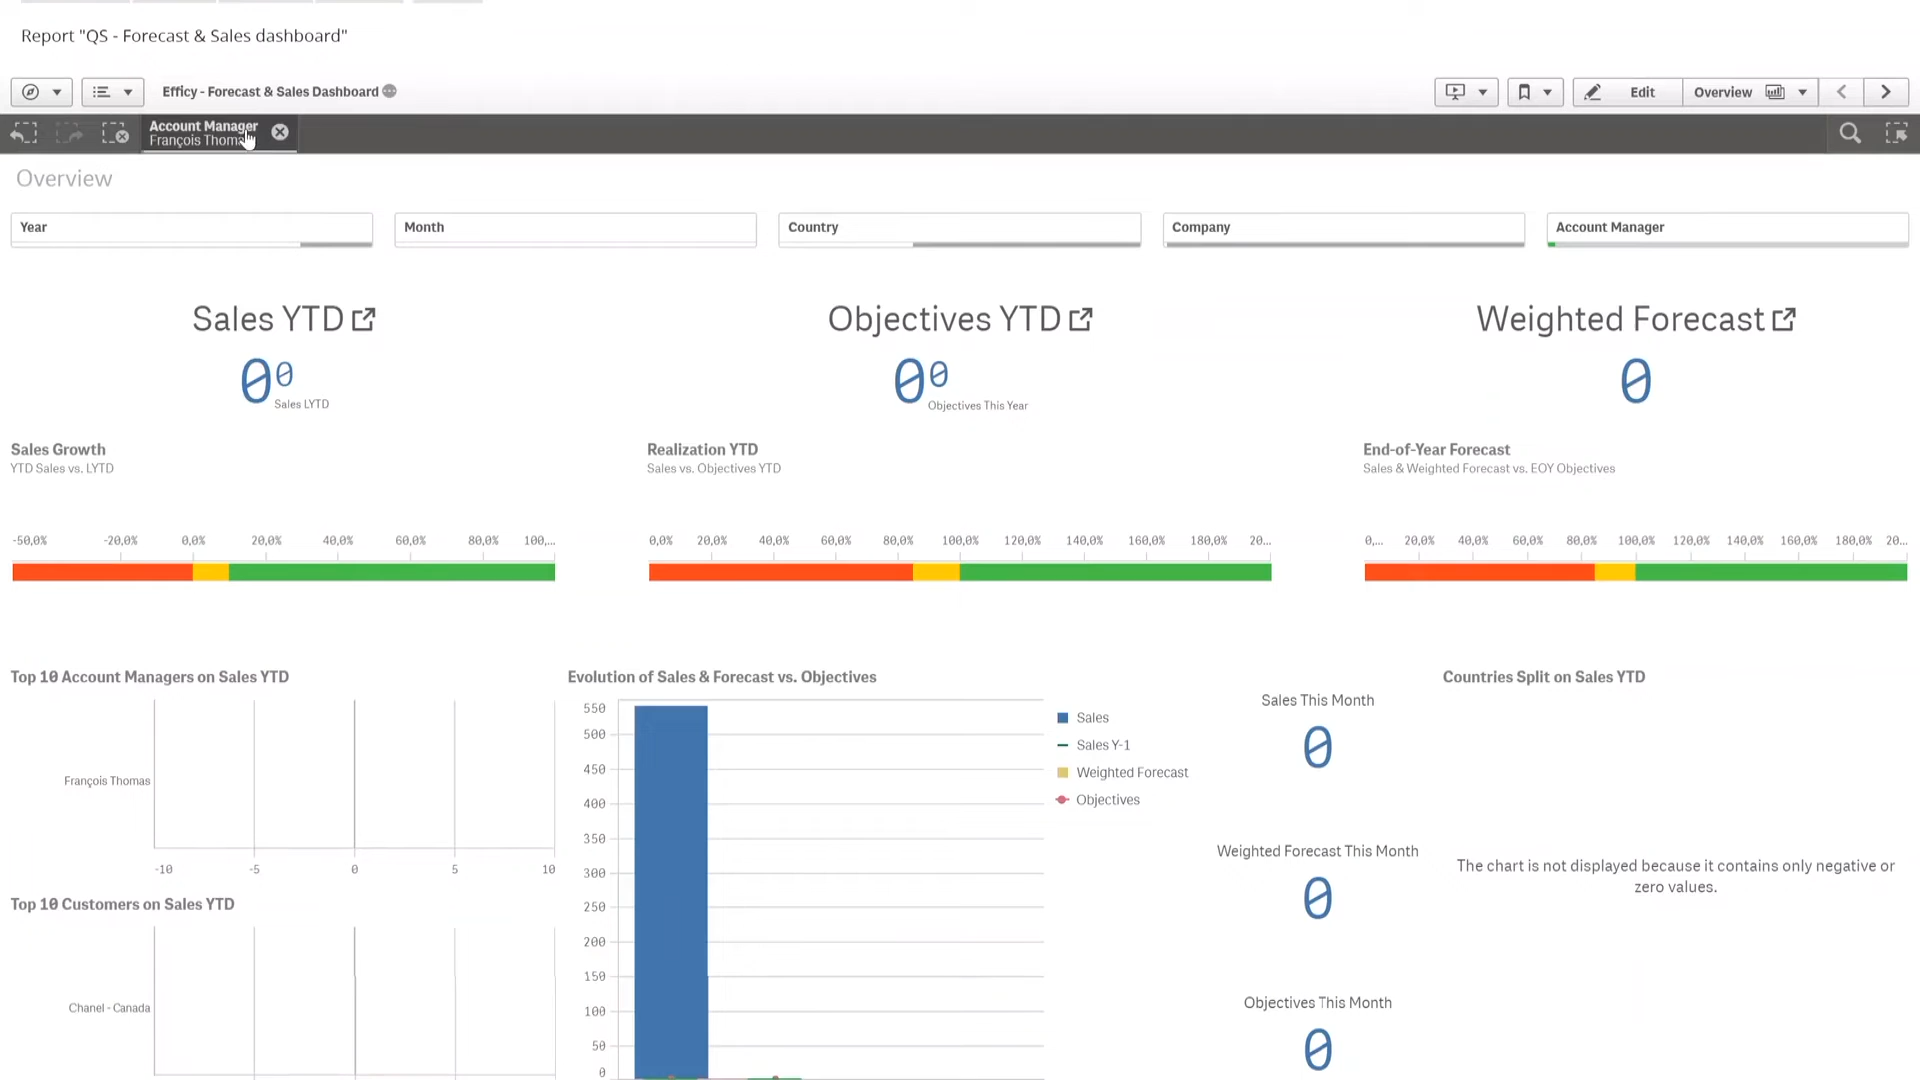 Report "QS - Forecast & Sales dashboard"
Efficy - Forecast & Sales Dashboard
Edit
Overview
Account Manager
François Thoma
Overview
Year
Month
Country
Company
Account Manager
Sales YTD
0 0
Sales LYTD
Objectives YTD
0 0
Objectives This Year
Weighted Forecast
0
Sales Growth
YTD Sales vs. LYTD
-50,0% -20,0% 0,0% 20,0% 40,0% 60,0% 80,0% 100,...
Realization YTD
Sales vs. Objectives YTD
0,0% 20,0% 40,0% 60,0% 80,0% 100,0% 120,0% 140,0% 160,0% 180,0% 20...
End-of-Year Forecast
Sales & Weighted Forecast vs. EOY Objectives
0,... 20,0% 40,0% 60,0% 80,0% 100,0% 120,0% 140,0% 160,0% 180,0% 20...
Top 10 Account Managers on Sales YTD
François Thomas
-10 -5 0 5 10
Top 10 Customers on Sales YTD
Chanel - Canada
Evolution of Sales & Forecast vs. Objectives
550
500
450
400
350
300
250
200
150
100
50
0
Sales
Sales Y-1
Weighted Forecast
Objectives
Sales This Month
0
Weighted Forecast This Month
0
Objectives This Month
0
Countries Split on Sales YTD
The chart is not displayed because it contains only negative or
zero values.